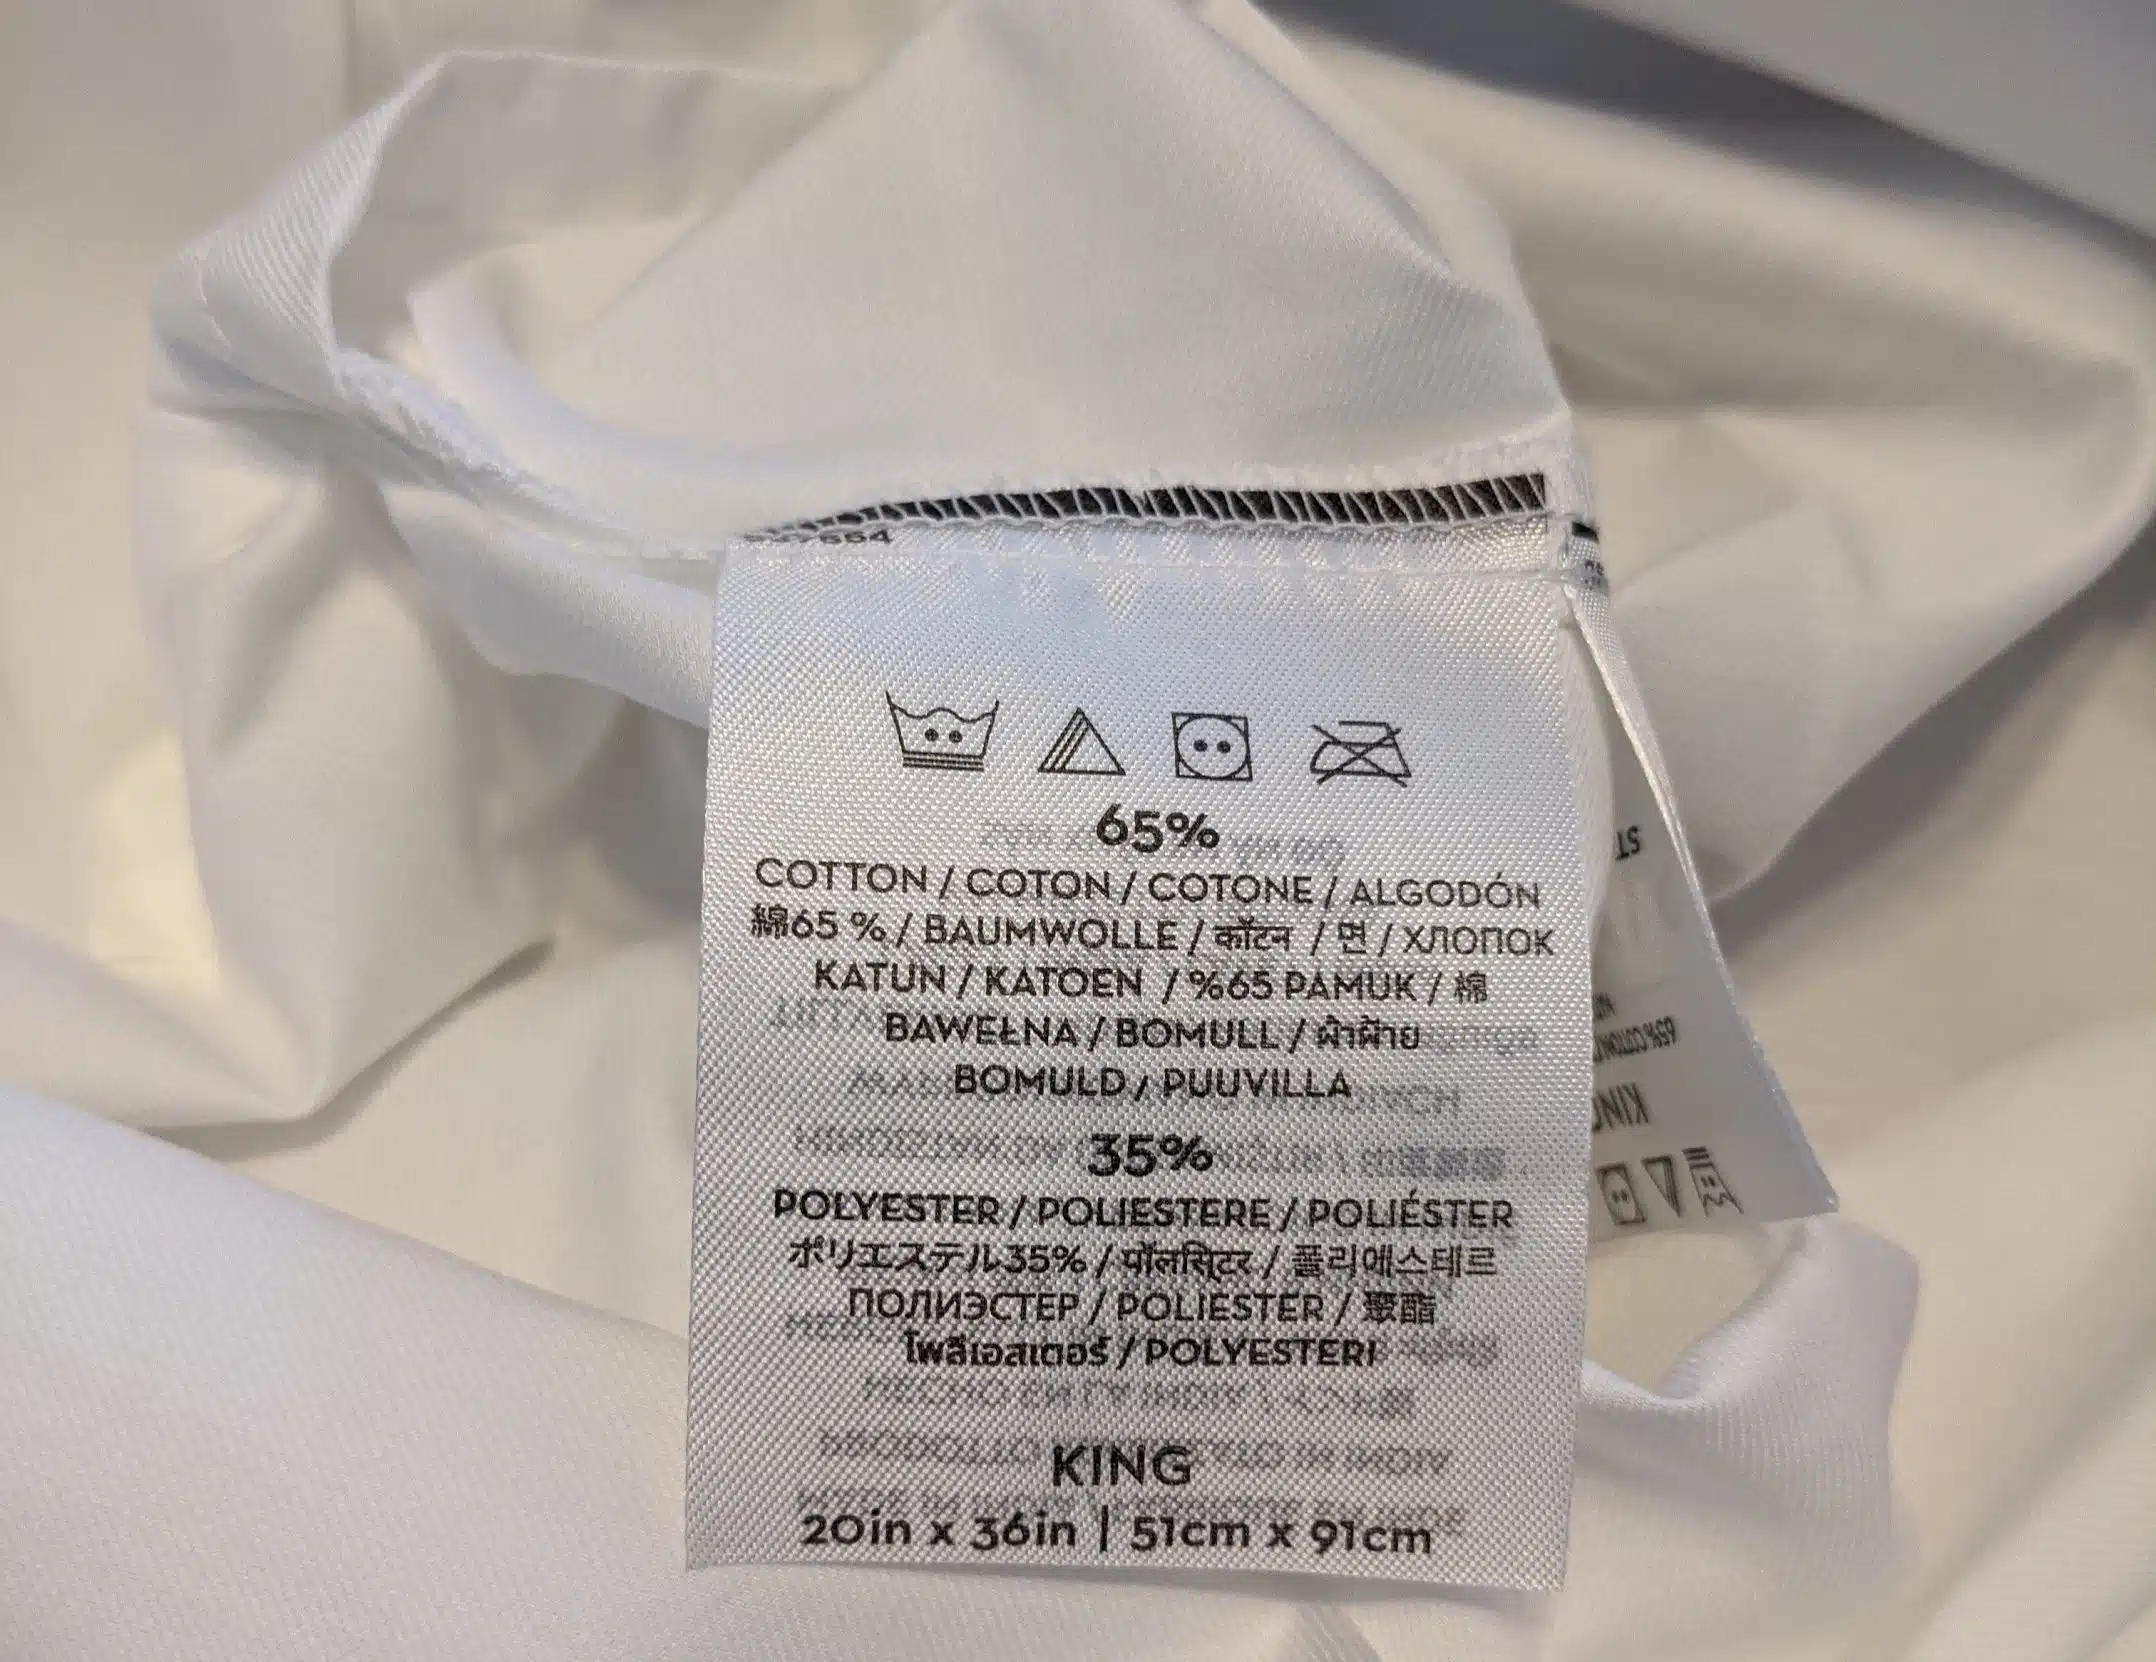 65%
COTTON / COTON / COTONE / ALGODÓN
綿65 % / BAUMWOLLE / कॉटन / 면 / ХЛОПОК
KATUN / KATOEN / %65 PAMUK / 棉
BAWEŁNA / BOMULL / ผ้าฝ้าย
BOMULD / PUUVILLA
35%
POLYESTER / POLIESTERE / POLIÉSTER
ポリエステル35% / पॉलिस्टर / 폴리에스테르
ПОЛИЭСТЕР / POLIESTER / 聚酯
โพลีเอสเตอร์ / POLYESTERI
KING
20in x 36in | 51cm x 91cm
65% COTTON
KING